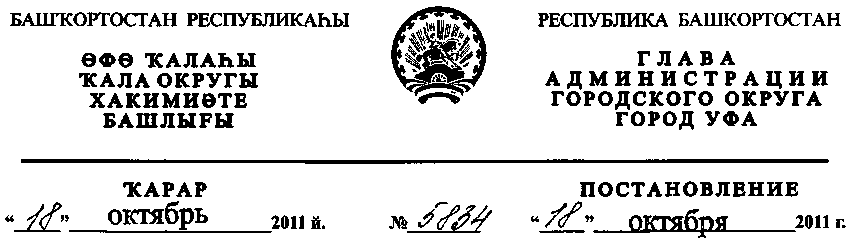 БАШҠОРТОСТАН РЕСПУБЛИКАҺЫ
ӨФӨ ҠАЛАҺЫ
ҠАЛА ОКРУГЫ
ХАКИМИӘТЕ
БАШЛЫҒЫ
РЕСПУБЛИКА БАШКОРТОСТАН
ГЛАВА
АДМИНИСТРАЦИИ
ГОРОДСКОГО ОКРУГА
ГОРОД УФА
ҠАРАР
ПОСТАНОВЛЕНИЕ
“18” октябрь 2011 й. № 5834 “18” октября 2011 г.